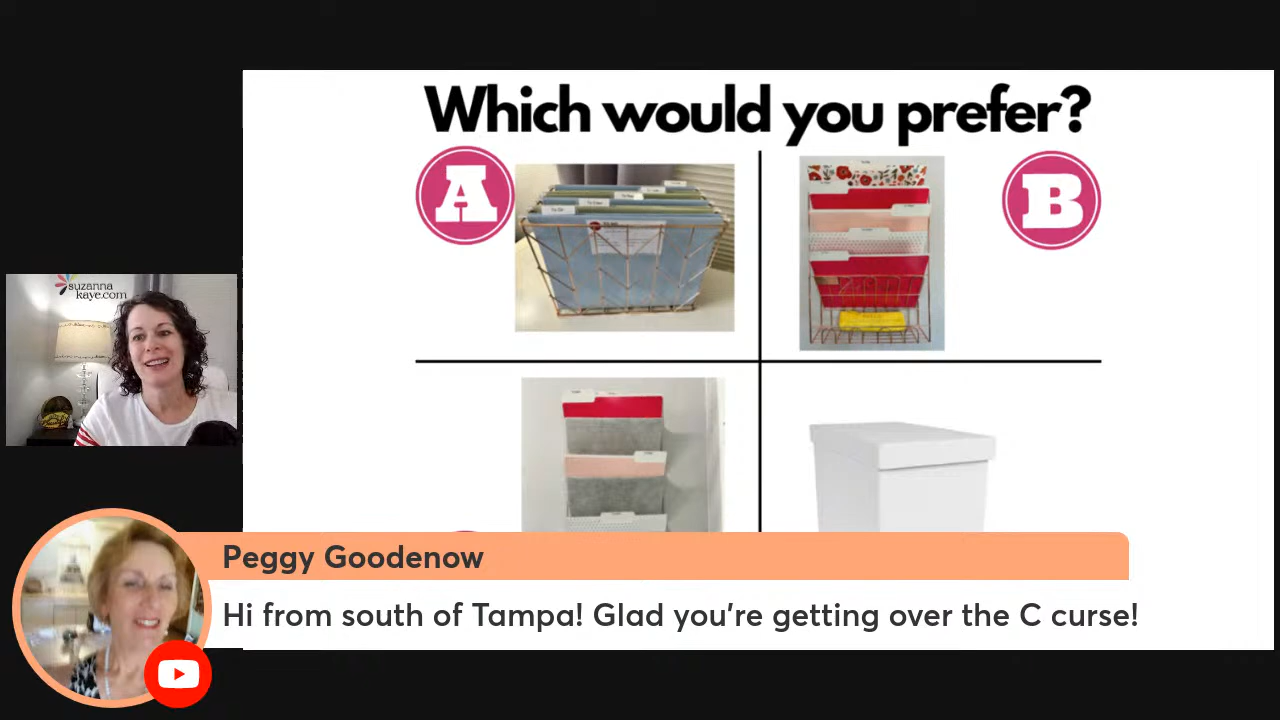 Which would you prefer?
A
B
suzanna
kaye.com
Peggy Goodenow
Hi from south of Tampa! Glad you're getting over the C curse!